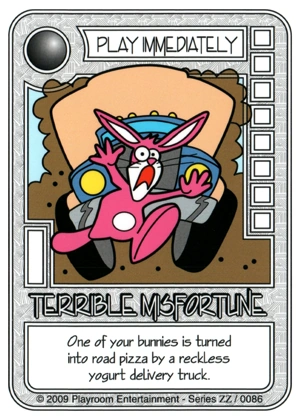 PLAY IMMEDIATELY
TERRIBLE MISFORTUNE
One of your bunnies is turned
into road pizza by a reckless
yogurt delivery truck.
© 2009 Playroom Entertainment - Series ZZ / 0086